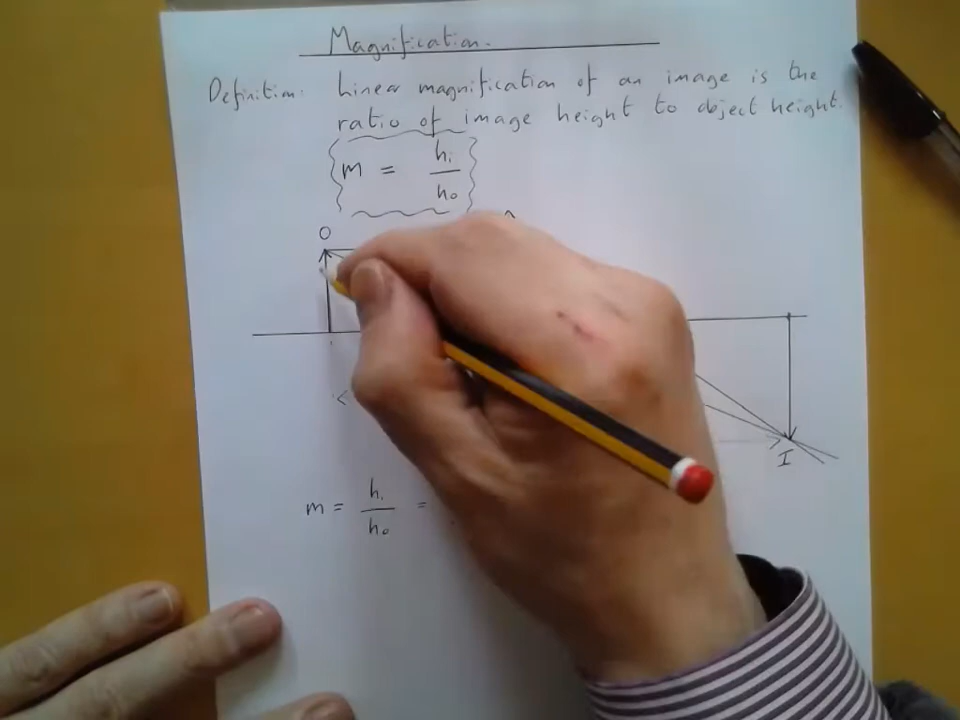 Magnification.
Definition: Linear magnification of an image is the
ratio of image height to object height.
m = hi/ho
O
I
m = hi/ho =